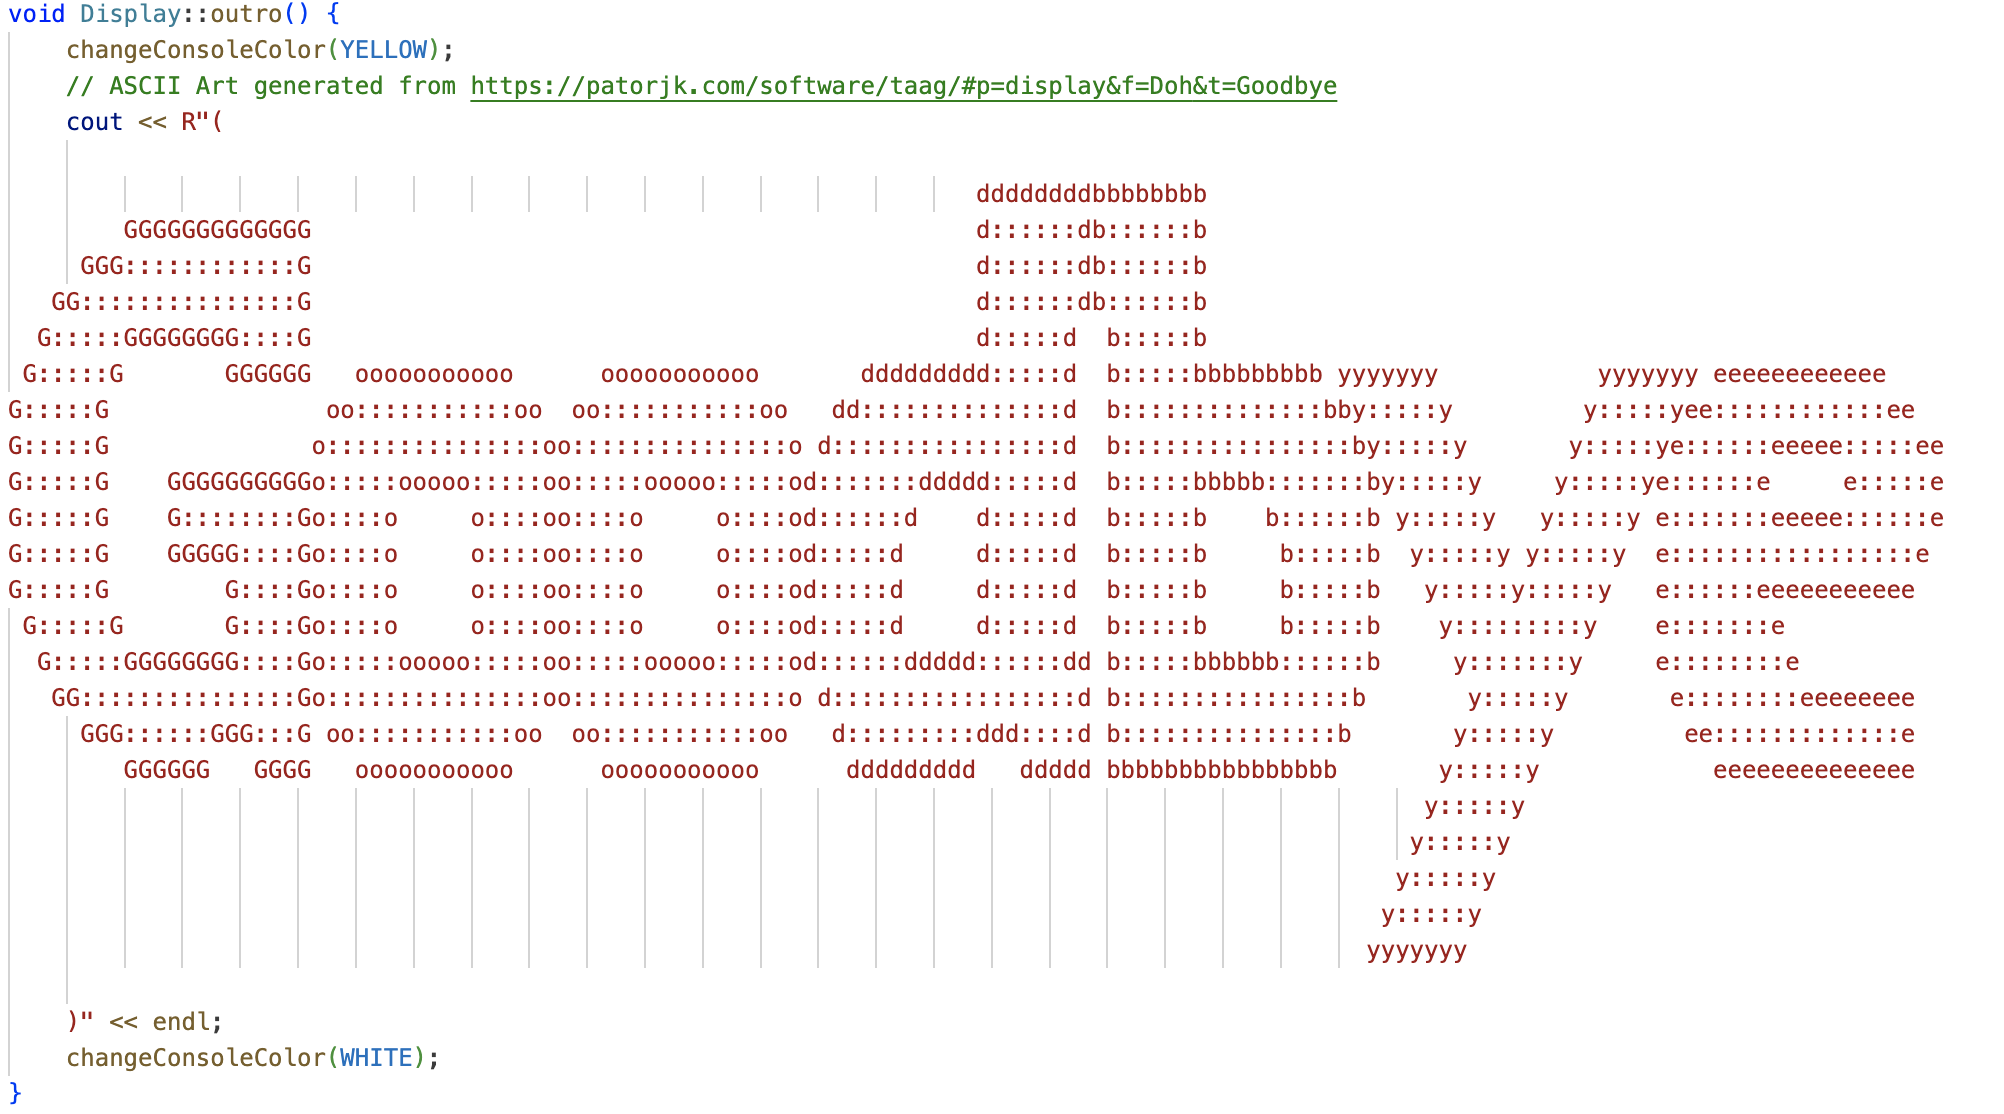 void Display::outro() {
    changeConsoleColor(YELLOW);
    // ASCII Art generated from https://patorjk.com/software/taag/#p=display&f=Doh&t=Goodbye
    cout << R"(

                                                                   ddddddddbbbbbbbb
        GGGGGGGGGGGGG                                              d::::::db::::::b
     GGG::::::::::::G                                              d::::::db::::::b
   GG:::::::::::::::G                                              d::::::db::::::b
  G:::::GGGGGGGG::::G                                              d:::::d  b:::::b
 G:::::G       GGGGGG   ooooooooooo      ooooooooooo       ddddddddd:::::d  b:::::bbbbbbbbb yyyyyyy           yyyyyyy eeeeeeeeeeee
G:::::G               oo:::::::::::oo  oo:::::::::::oo   dd::::::::::::::d  b::::::::::::::bby:::::y         y:::::yee::::::::::::ee
G:::::G              o:::::::::::::::oo:::::::::::::::o d::::::::::::::::d  b::::::::::::::::by:::::y       y:::::ye::::::eeeee:::::ee
G:::::G    GGGGGGGGGGo:::::ooooo:::::oo:::::ooooo:::::od:::::::ddddd:::::d  b:::::bbbbb:::::::by:::::y     y:::::ye::::::e     e:::::e
G:::::G    G::::::::Go::::o     o::::oo::::o     o::::od::::::d    d:::::d  b:::::b    b::::::b y:::::y   y:::::y e:::::::eeeee::::::e
G:::::G    GGGGG::::Go::::o     o::::oo::::o     o::::od:::::d     d:::::d  b:::::b     b:::::b  y:::::y y:::::y  e:::::::::::::::::e
G:::::G        G::::Go::::o     o::::oo::::o     o::::od:::::d     d:::::d  b:::::b     b:::::b   y:::::y:::::y   e::::::eeeeeeeeeee
 G:::::G       G::::Go::::o     o::::oo::::o     o::::od:::::d     d:::::d  b:::::b     b:::::b    y:::::::::y    e:::::::e
  G:::::GGGGGGGG::::Go:::::ooooo:::::oo:::::ooooo:::::od::::::ddddd::::::dd b:::::bbbbbb::::::b     y:::::::y     e::::::::e
   GG:::::::::::::::Go:::::::::::::::oo:::::::::::::::o d:::::::::::::::::d b::::::::::::::::b       y:::::y       e::::::::eeeeeeee
     GGG::::::GGG:::G oo:::::::::::oo  oo:::::::::::oo   d:::::::::ddd::::d b:::::::::::::::b       y:::::y         ee:::::::::::::e
        GGGGGG   GGGG   ooooooooooo      ooooooooooo      ddddddddd   ddddd bbbbbbbbbbbbbbbb       y:::::y            eeeeeeeeeeeeee
                                                                                                  y:::::y
                                                                                                 y:::::y
                                                                                                y:::::y
                                                                                               y:::::y
                                                                                              yyyyyyy

    )" << endl;
    changeConsoleColor(WHITE);
}